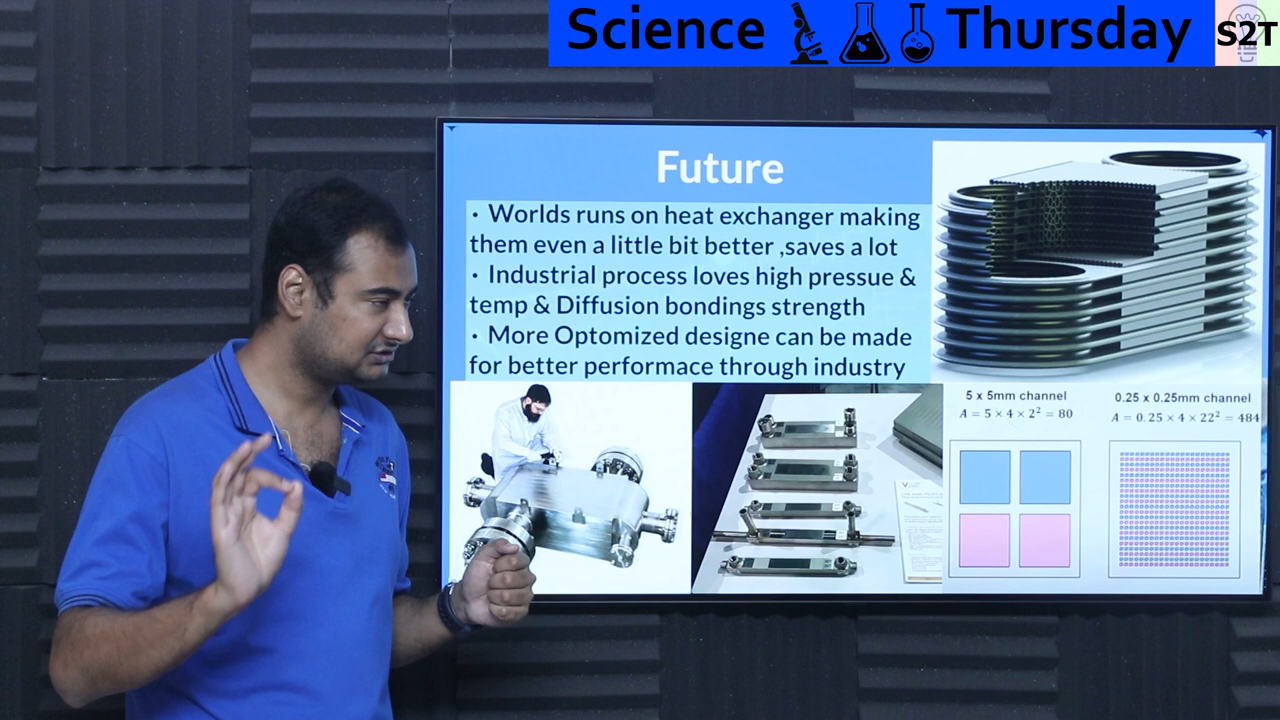 Science Thursday
S2T
Future
· Worlds runs on heat exchanger making
them even a little bit better ,saves a lot
· Industrial process loves high pressue &
temp & Diffusion bondings strength
· More Optomized designe can be made
for better performace through industry
5 x 5mm channel
A = 5 × 4 × 2² = 80
0.25 x 0.25mm channel
A = 0.25 × 4 × 22² = 484